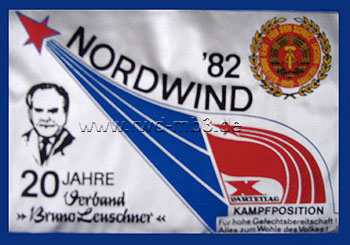 NORDWIND
'82
www.rwd-mb3.de
20 JAHRE
Verband
»Bruno Leuschner«
X
PARTEITAG
KAMPFPOSITION
Für hohe Gefechtsbereitschaft!
Alles zum Wohle des Volkes!